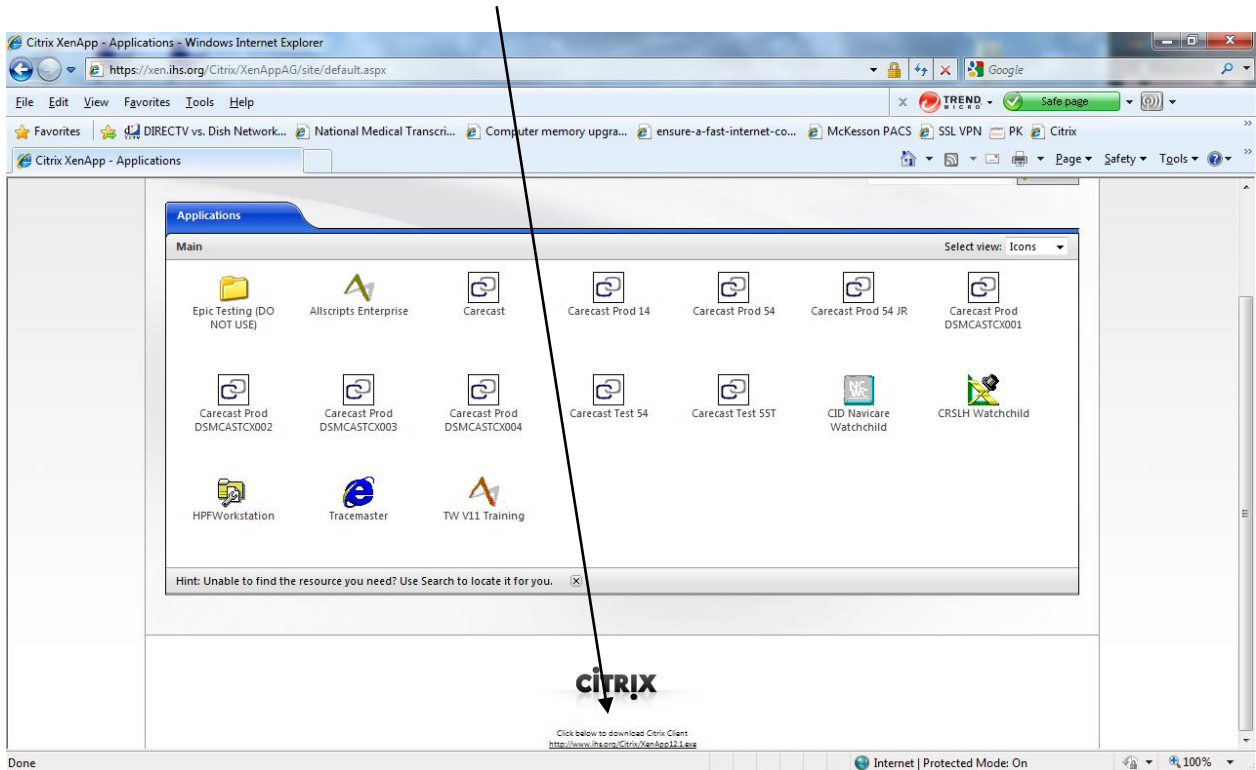 Citrix XenApp - Applications - Windows Internet Explorer
https://xen.ihs.org/Citrix/XenAppAG/site/default.aspx
Google
File Edit View Favorites Tools Help
x TREND MICRO Safe page
Favorites DIRECTV vs. Dish Network... National Medical Transcri... Computer memory upgra... ensure-a-fast-internet-co... McKesson PACS SSL VPN PK Citrix
Citrix XenApp - Applications
Page Safety Tools
Applications
Main Select view: Icons
Epic Testing (DO NOT USE)
Allscripts Enterprise
Carecast
Carecast Prod 14
Carecast Prod 54
Carecast Prod 54 JR
Carecast Prod DSMCASTCX001
Carecast Prod DSMCASTCX002
Carecast Prod DSMCASTCX003
Carecast Prod DSMCASTCX004
Carecast Test 54
Carecast Test 55T
CID Navicare Watchchild
CRSLH Watchchild
HPFWorkstation
Tracemaster
TW V11 Training
Hint: Unable to find the resource you need? Use Search to locate it for you.
CITRIX
Click below to download Citrix Client
http://www.ihs.org/Citrix/XenApp12.1.exe
Done Internet | Protected Mode: On 100%